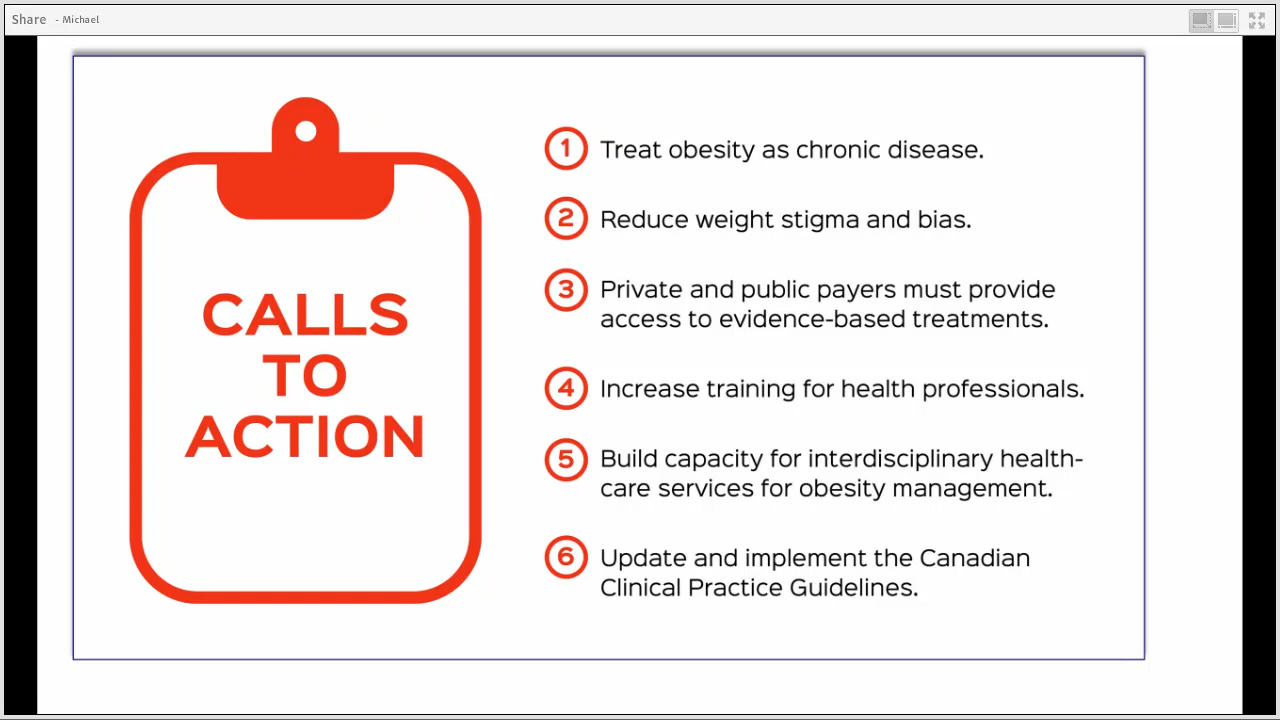 Share - Michael
CALLS
TO
ACTION
1 Treat obesity as chronic disease.
2 Reduce weight stigma and bias.
3 Private and public payers must provide
access to evidence-based treatments.
4 Increase training for health professionals.
5 Build capacity for interdisciplinary health-
care services for obesity management.
6 Update and implement the Canadian
Clinical Practice Guidelines.